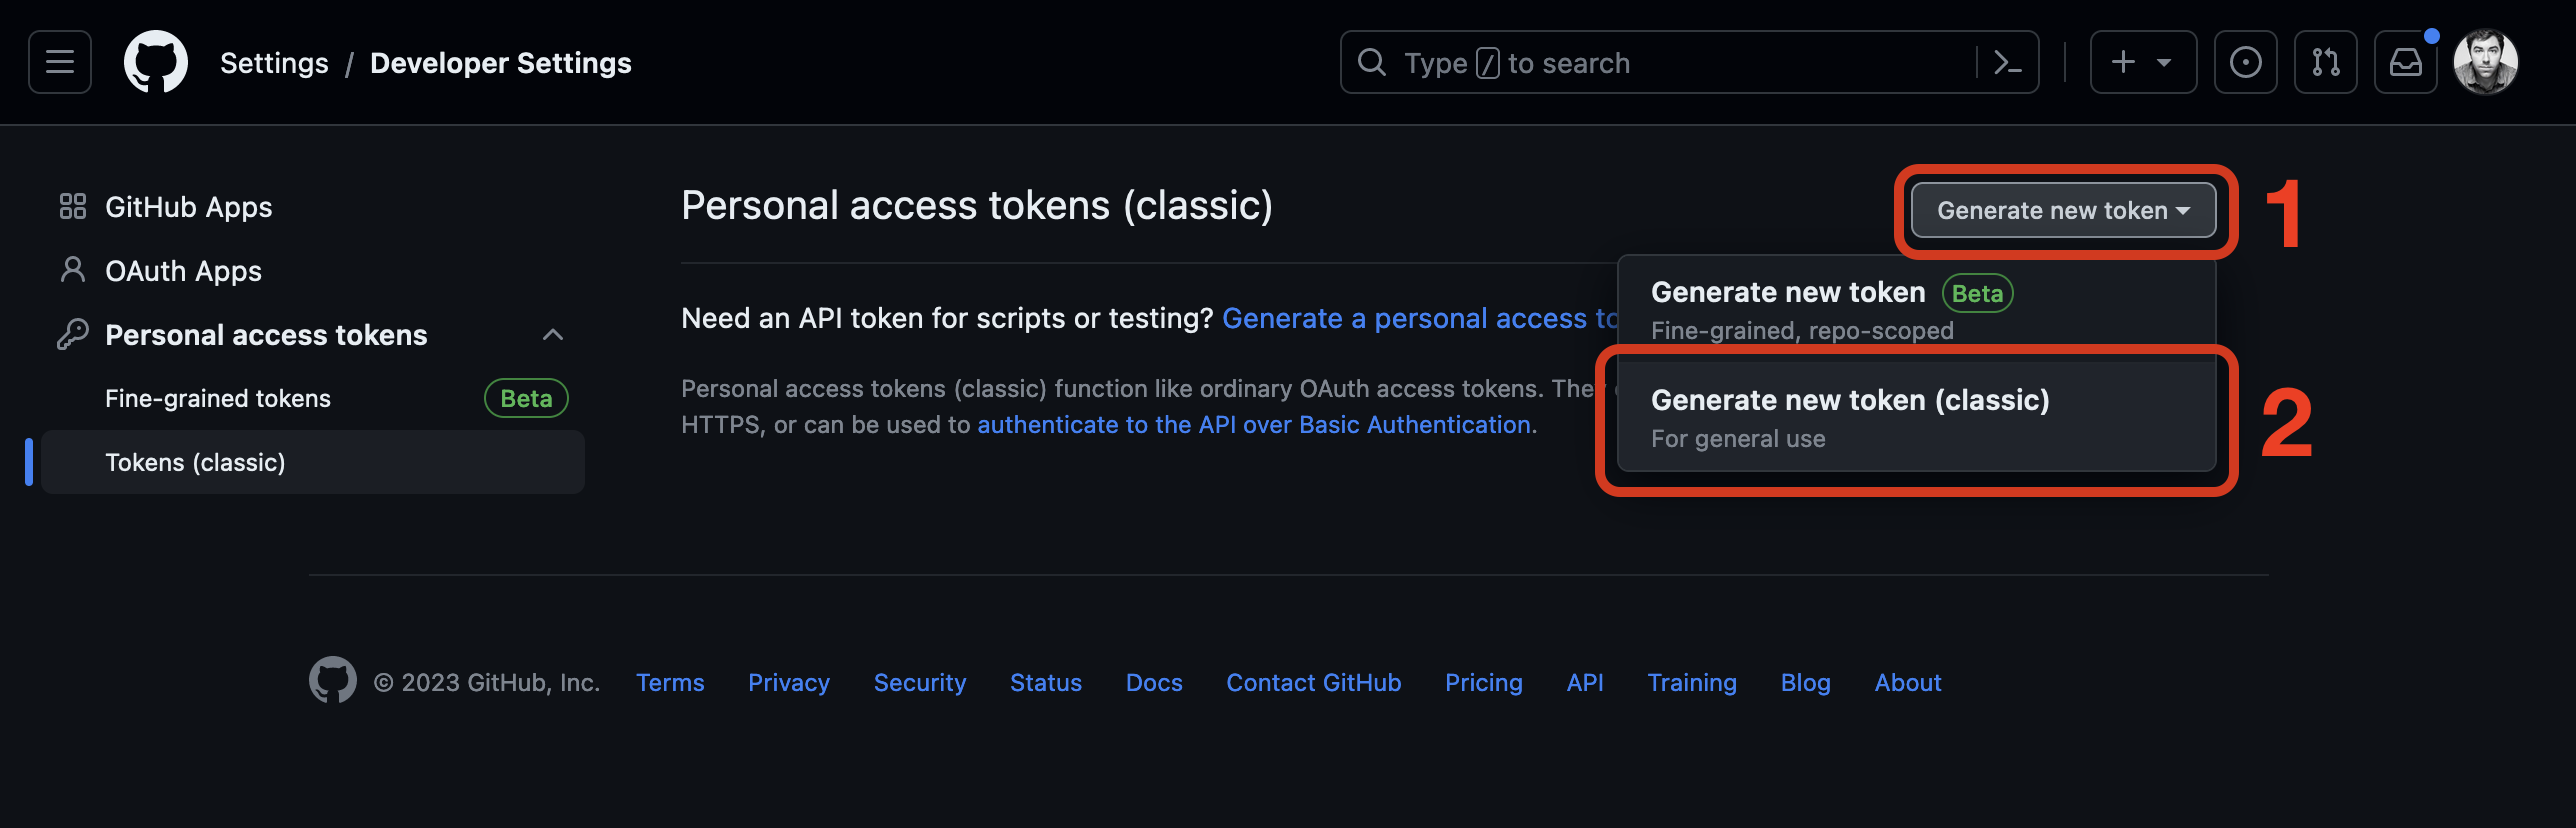 Settings / Developer Settings
Type / to search
GitHub Apps
OAuth Apps
Personal access tokens
Fine-grained tokens Beta
Tokens (classic)
Personal access tokens (classic)
Generate new token
1
Need an API token for scripts or testing? Generate a personal access
Personal access tokens (classic) function like ordinary OAuth access tokens.
HTTPS, or can be used to authenticate to the API over Basic Authentication.
Generate new token Beta
Fine-grained, repo-scoped
Generate new token (classic)
For general use
2
© 2023 GitHub, Inc. Terms Privacy Security Status Docs Contact GitHub Pricing API Training Blog About